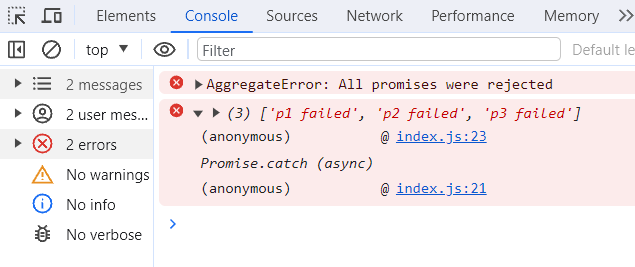 Elements Console Sources Network Performance Memory
top Filter Default le
2 messages
2 user mes...
2 errors
No warnings
No info
No verbose
AggregateError: All promises were rejected
(3) ['p1 failed', 'p2 failed', 'p3 failed']
(anonymous) @ index.js:23
Promise.catch (async)
(anonymous) @ index.js:21